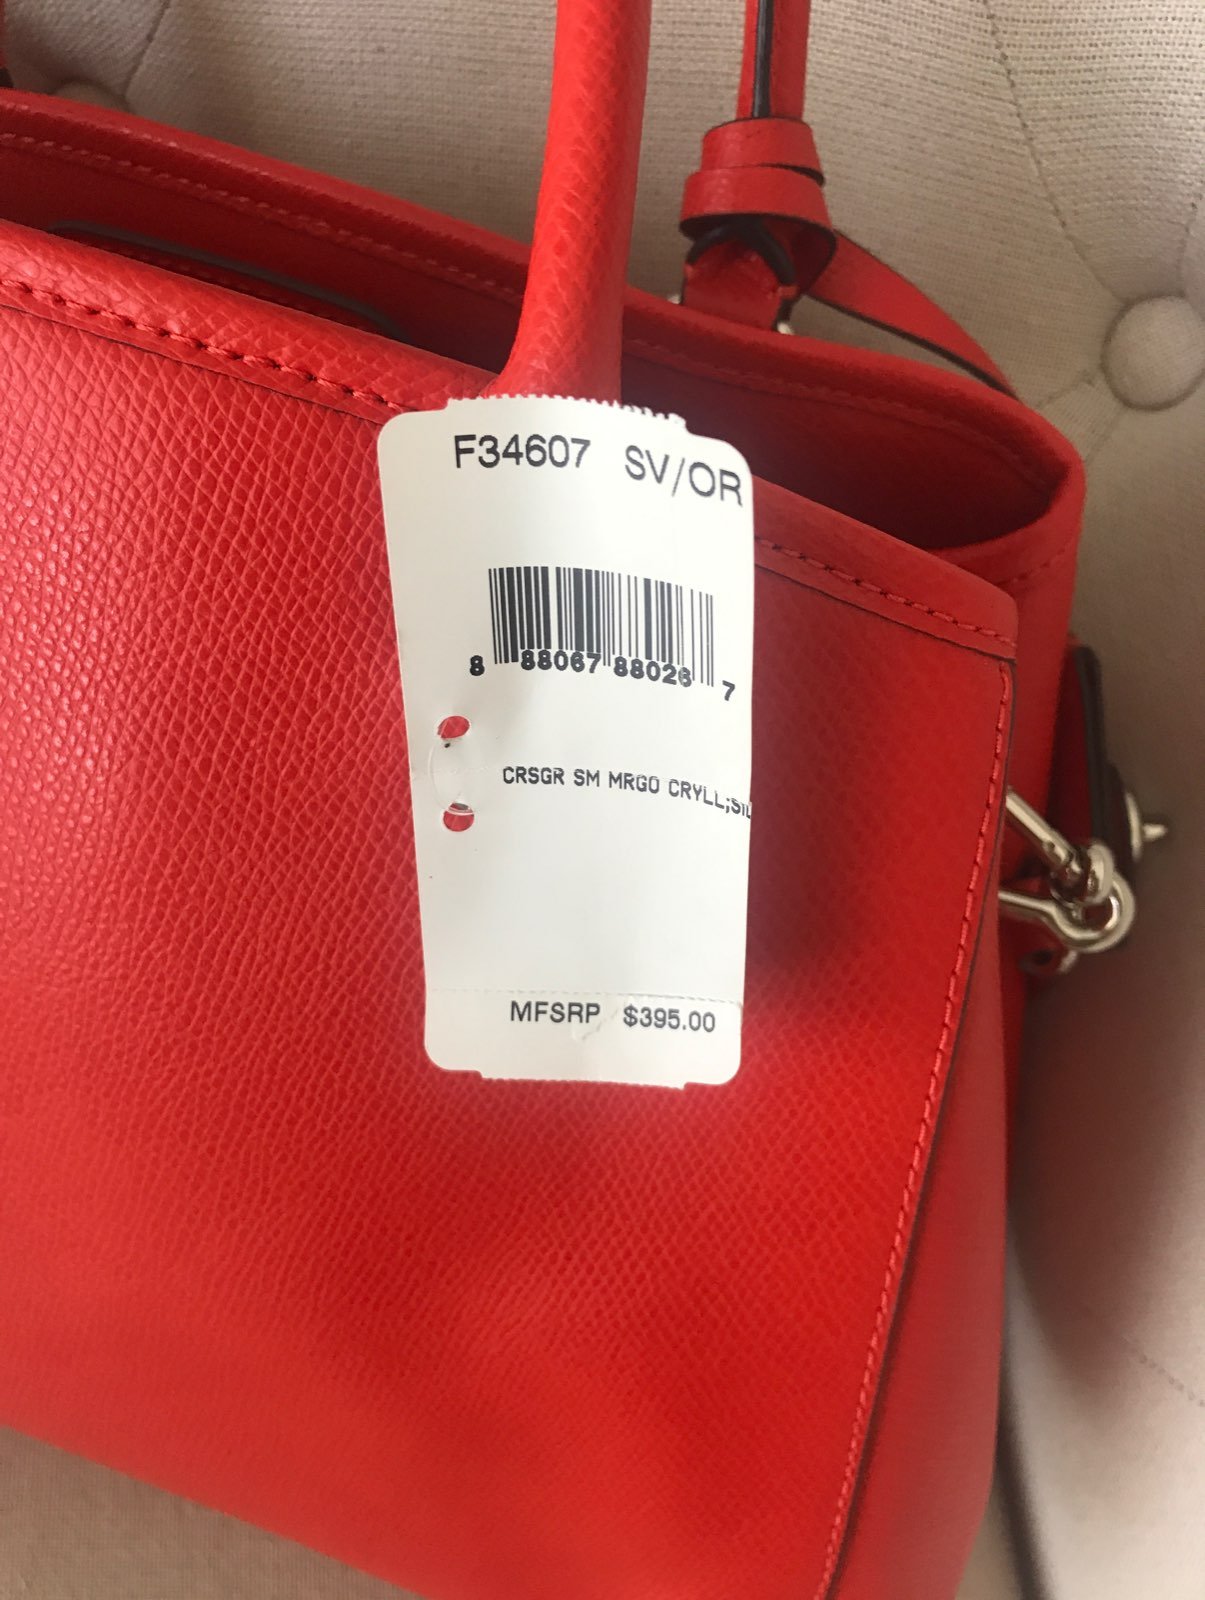 F34607 SV/OR
8 88067 88026 7
CRSGR SM MRGO CRYLL;SIL
MFSRP $395.00